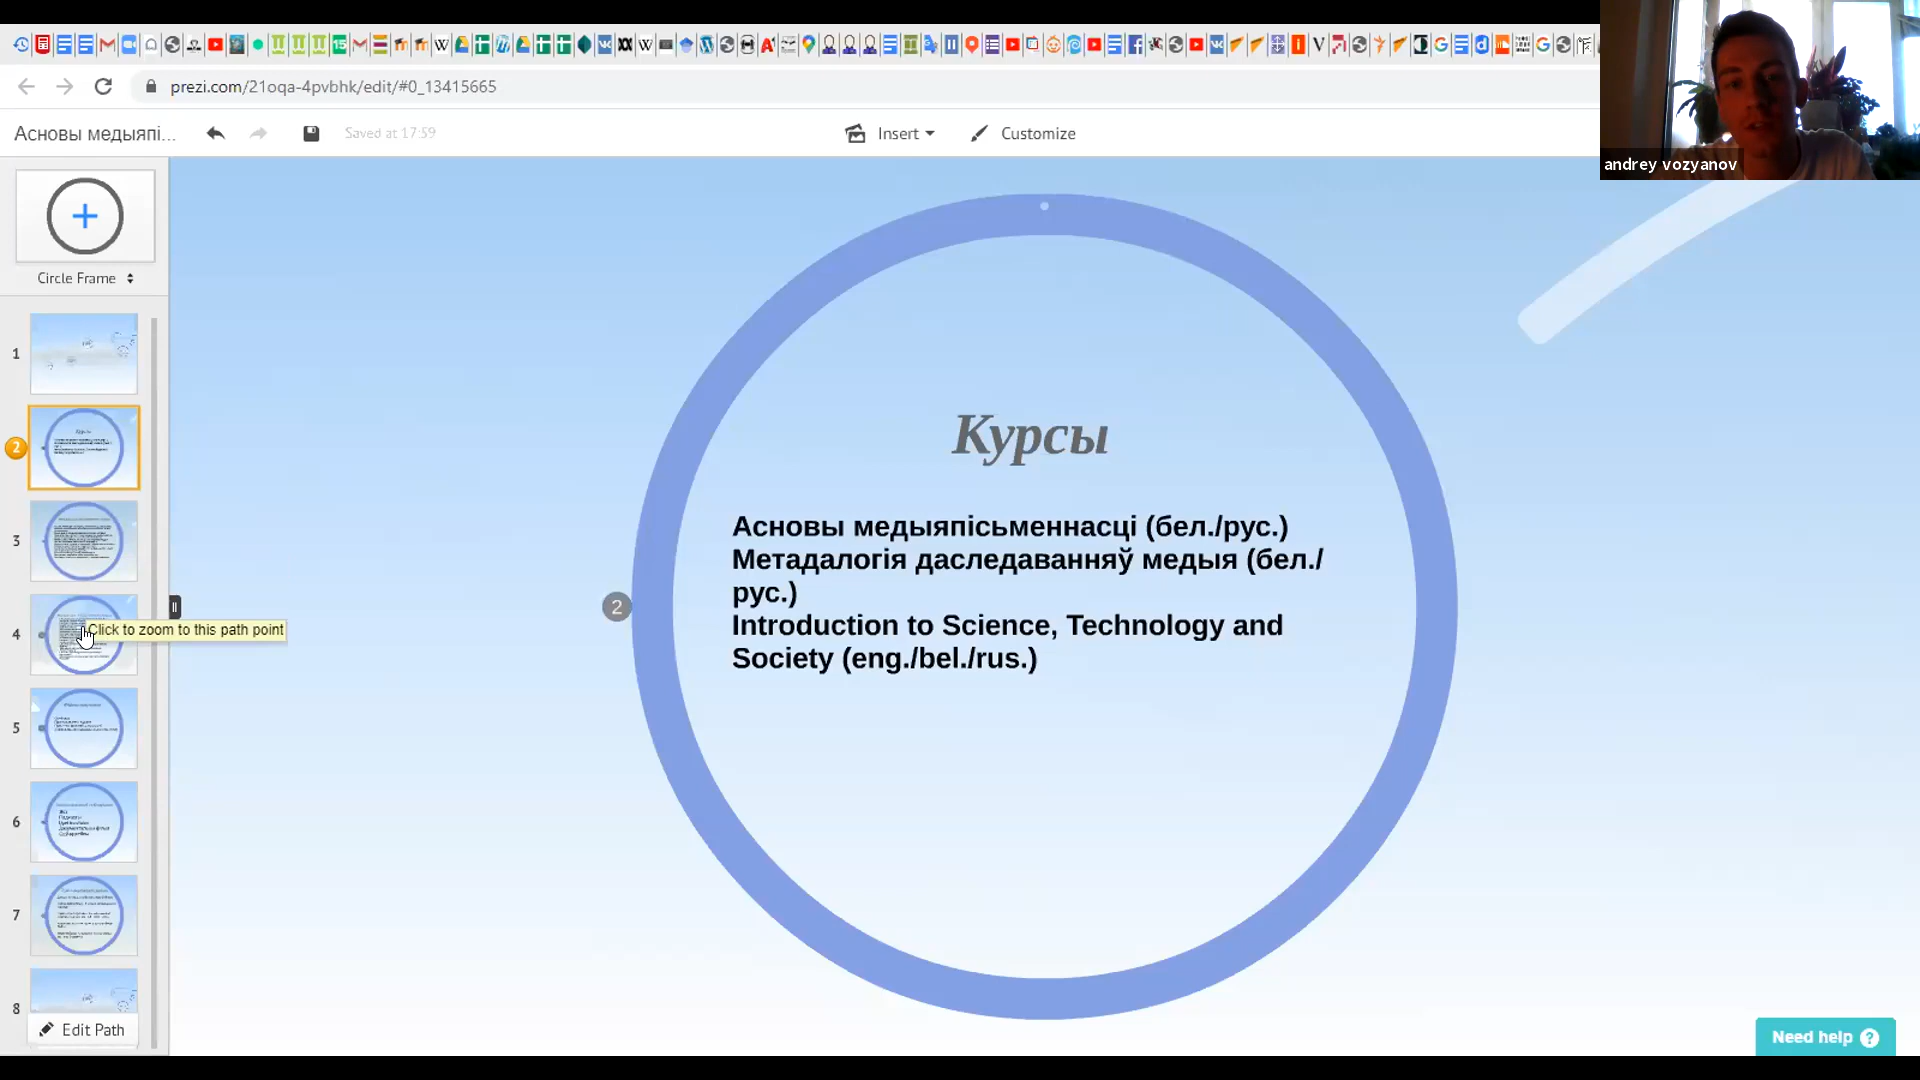 prezi.com/21oqa-4pvbhk/edit/#0_13415665
andrey vozyanov
Асновы медыяпі...
Saved at 17:59
Insert
Customize
Circle Frame
1
2
3
4
5
6
7
8
Click to zoom to this path point
Edit Path
Курсы
Асновы медыяпісьменнасці (бел./рус.)
Метадалогія даследаванняў медыя (бел./
рус.)
Introduction to Science, Technology and
Society (eng./bel./rus.)
2
Need help ?